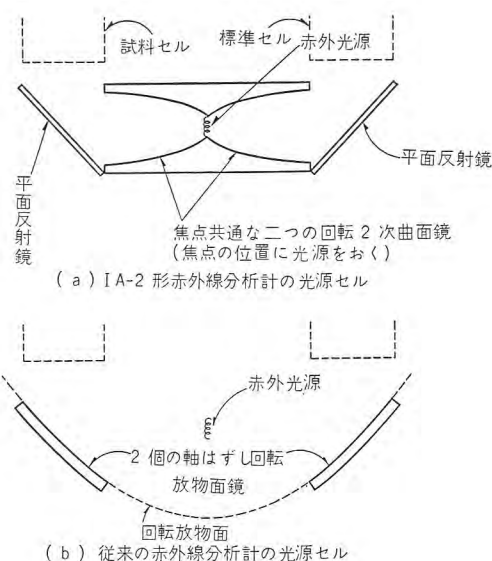 試料セル
標準セル
赤外光源
平面反射鏡
平面反射鏡
焦点共通な二つの回転2次曲面鏡
(焦点の位置に光源をおく)
(a) IA-2 形赤外線分析計の光源セル
赤外光源
2個の軸はずし回転
放物面鏡
回転放物面
(b) 従来の赤外線分析計の光源セル